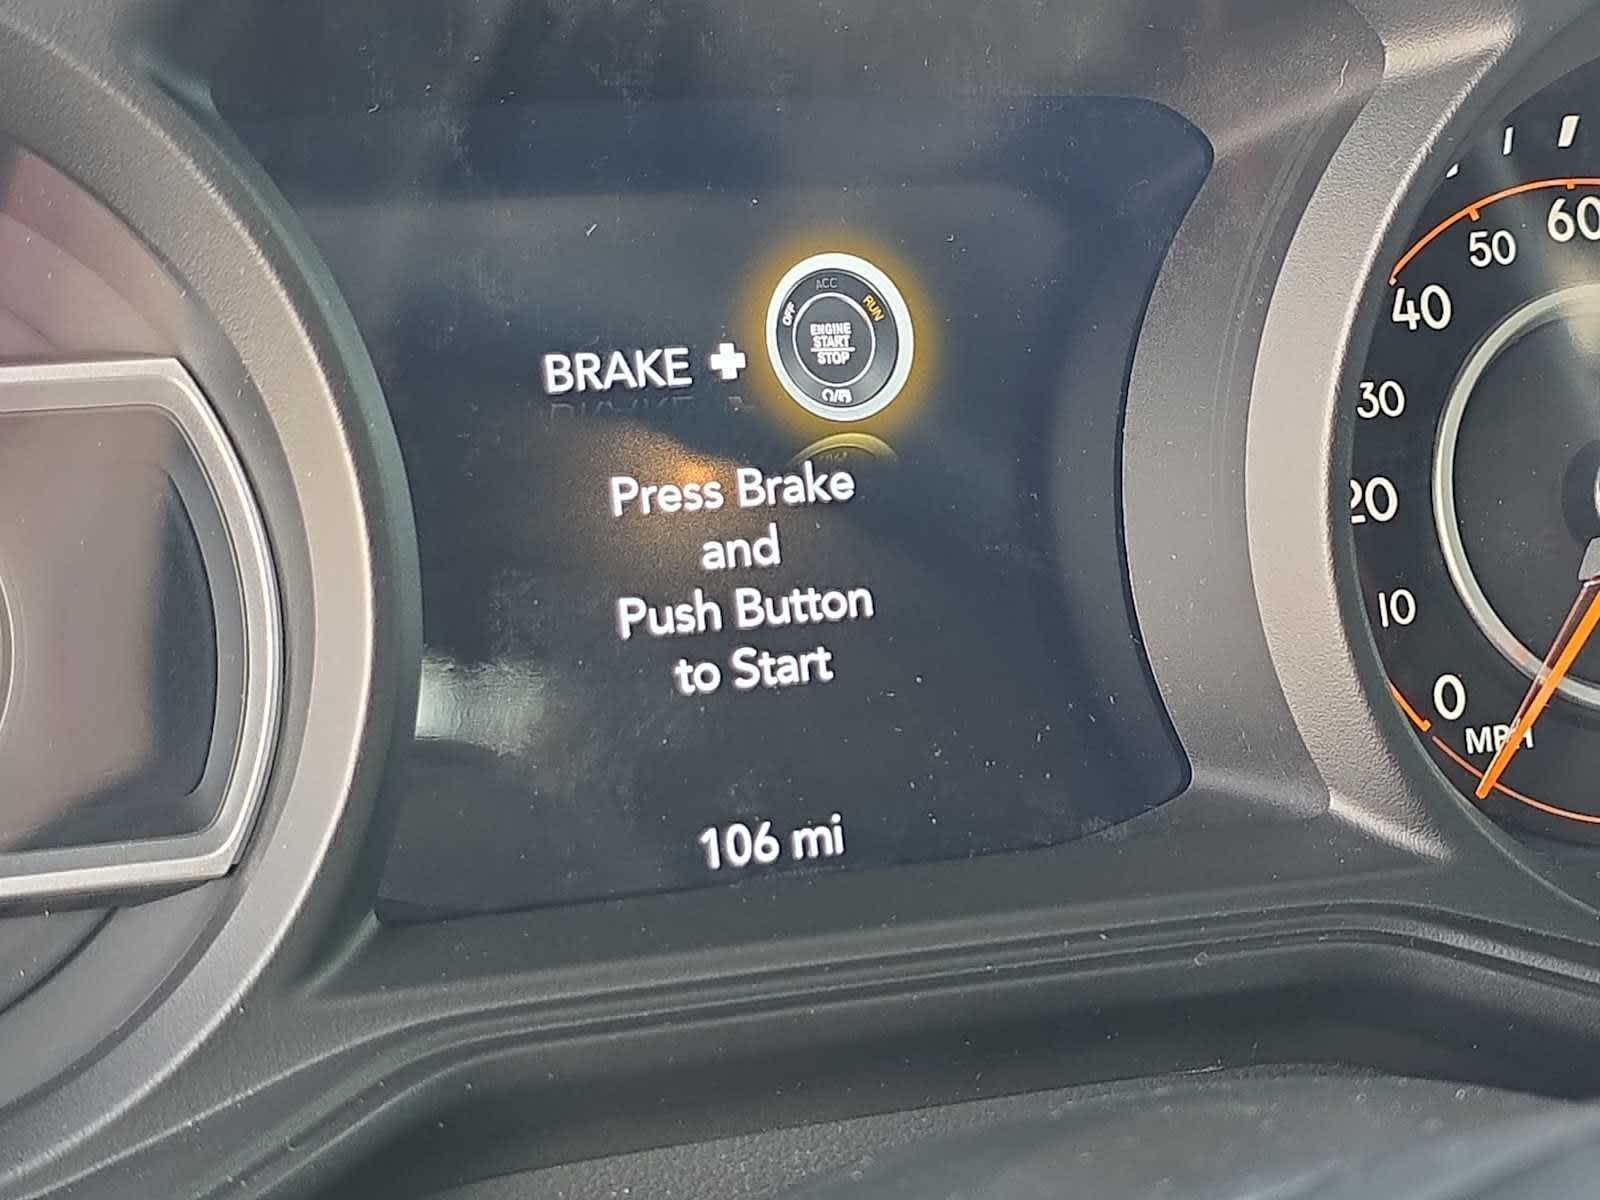 ACC
OFF
RUN
ENGINE
START
STOP
BRAKE +
Press Brake
and
Push Button
to Start
106 mi
60
50
40
30
20
10
0
MPH